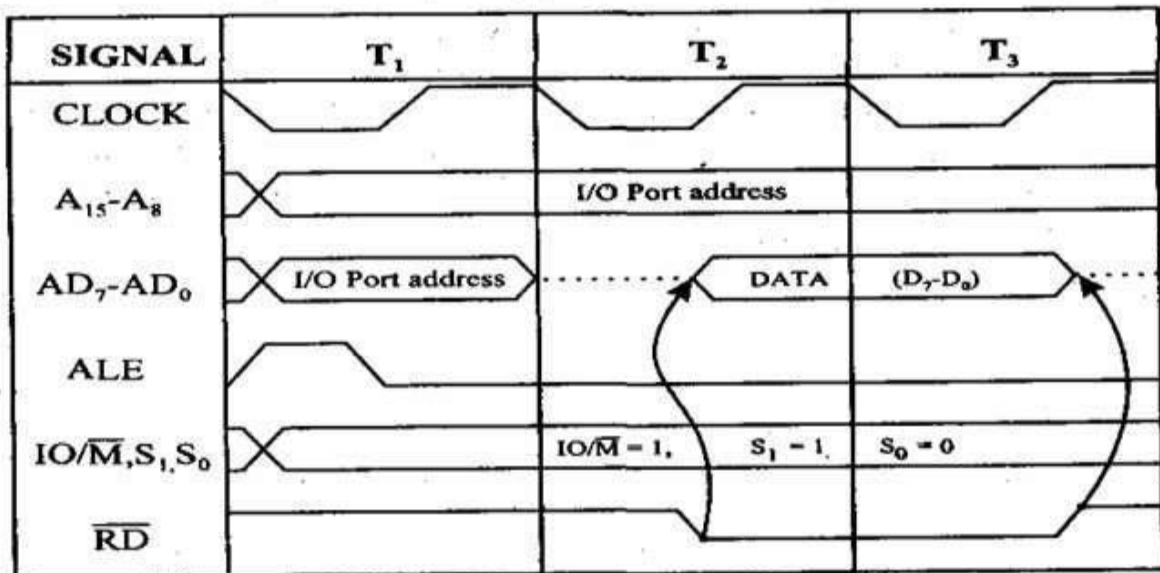 SIGNAL T₁ T₂ T₃
CLOCK
A₁₅-A₈ I/O Port address
AD₇-AD₀ I/O Port address DATA (D₇-D₀)
ALE
IO/M̅,S₁,S₀ IO/M̅ = 1, S₁ = 1 S₀ = 0
R̅D̅